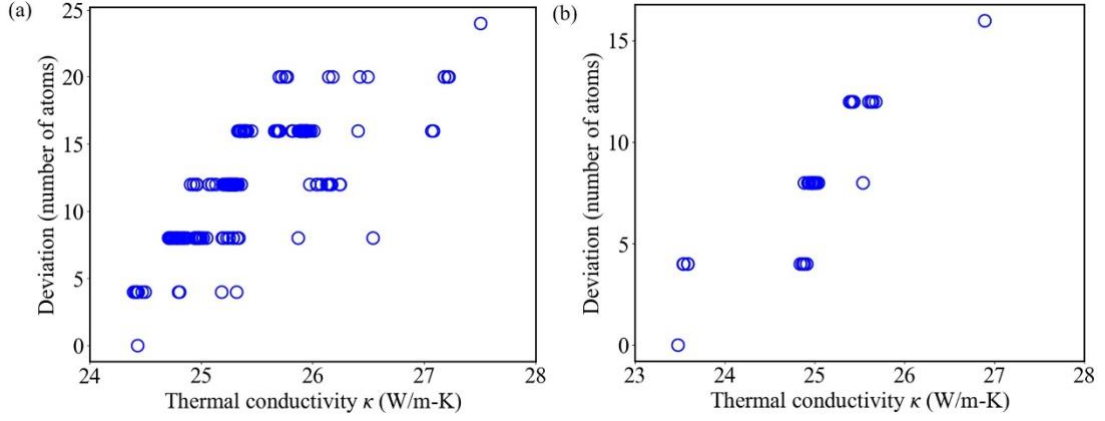 (a)
25
20
15
10
5
0
Deviation (number of atoms)
24 25 26 27 28
Thermal conductivity κ (W/m-K)
(b)
15
10
5
0
Deviation (number of atoms)
23 24 25 26 27 28
Thermal conductivity κ (W/m-K)